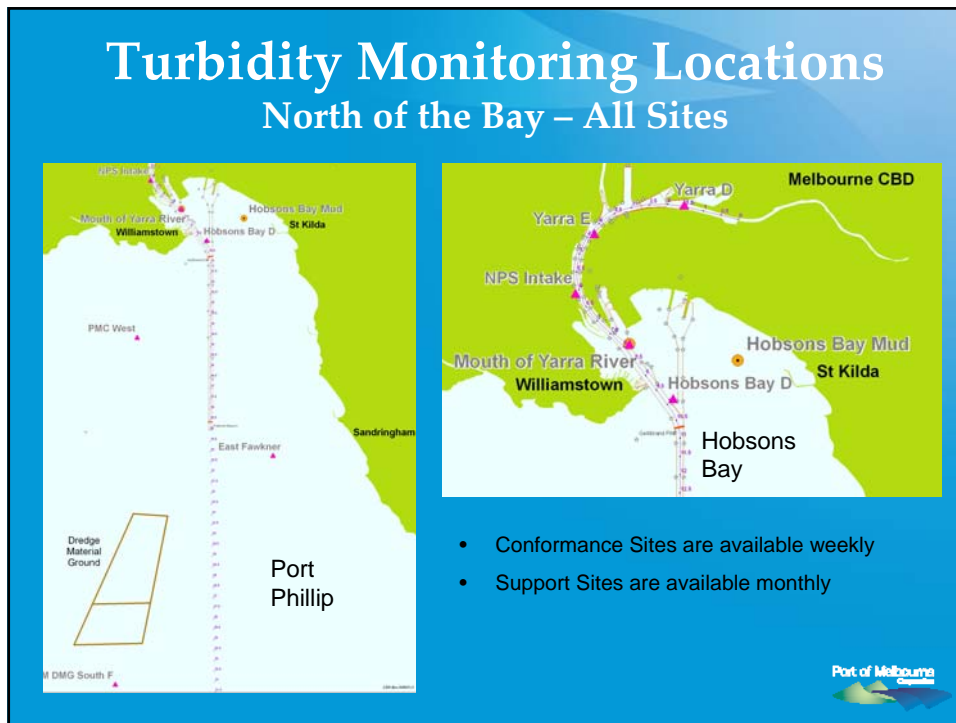 Turbidity Monitoring Locations
North of the Bay – All Sites
NPS Intake
Hobsons Bay Mud
Mouth of Yarra River
St Kilda
Williamstown
Hobsons Bay D
PMC West
Sandringham
East Fawkner
Dredge
Material
Ground
Port
Phillip
M DMG South F
Melbourne CBD
Yarra D
Yarra E
NPS Intake
Hobsons Bay Mud
Mouth of Yarra River
St Kilda
Williamstown
Hobsons Bay D
Hobsons
Bay
• Conformance Sites are available weekly
• Support Sites are available monthly
Port of Melbourne
Corporation